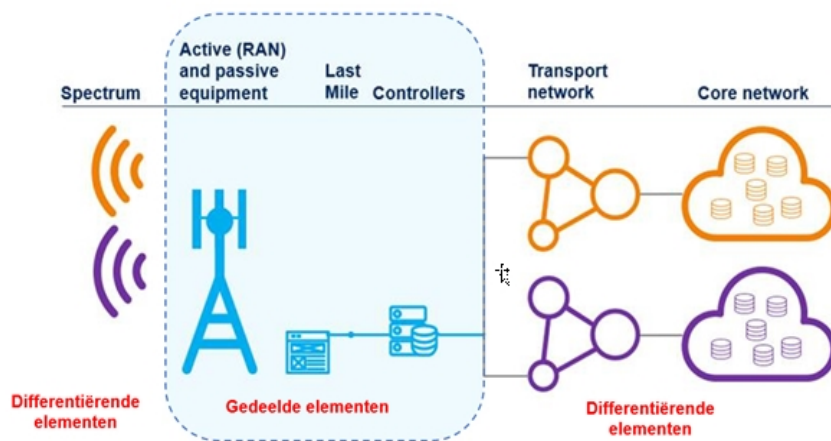 Active (RAN)
and passive
equipment
Spectrum
Last
Mile
Controllers
Transport
network
Core network
Differentiërende
elementen
Gedeelde elementen
Differentiërende
elementen